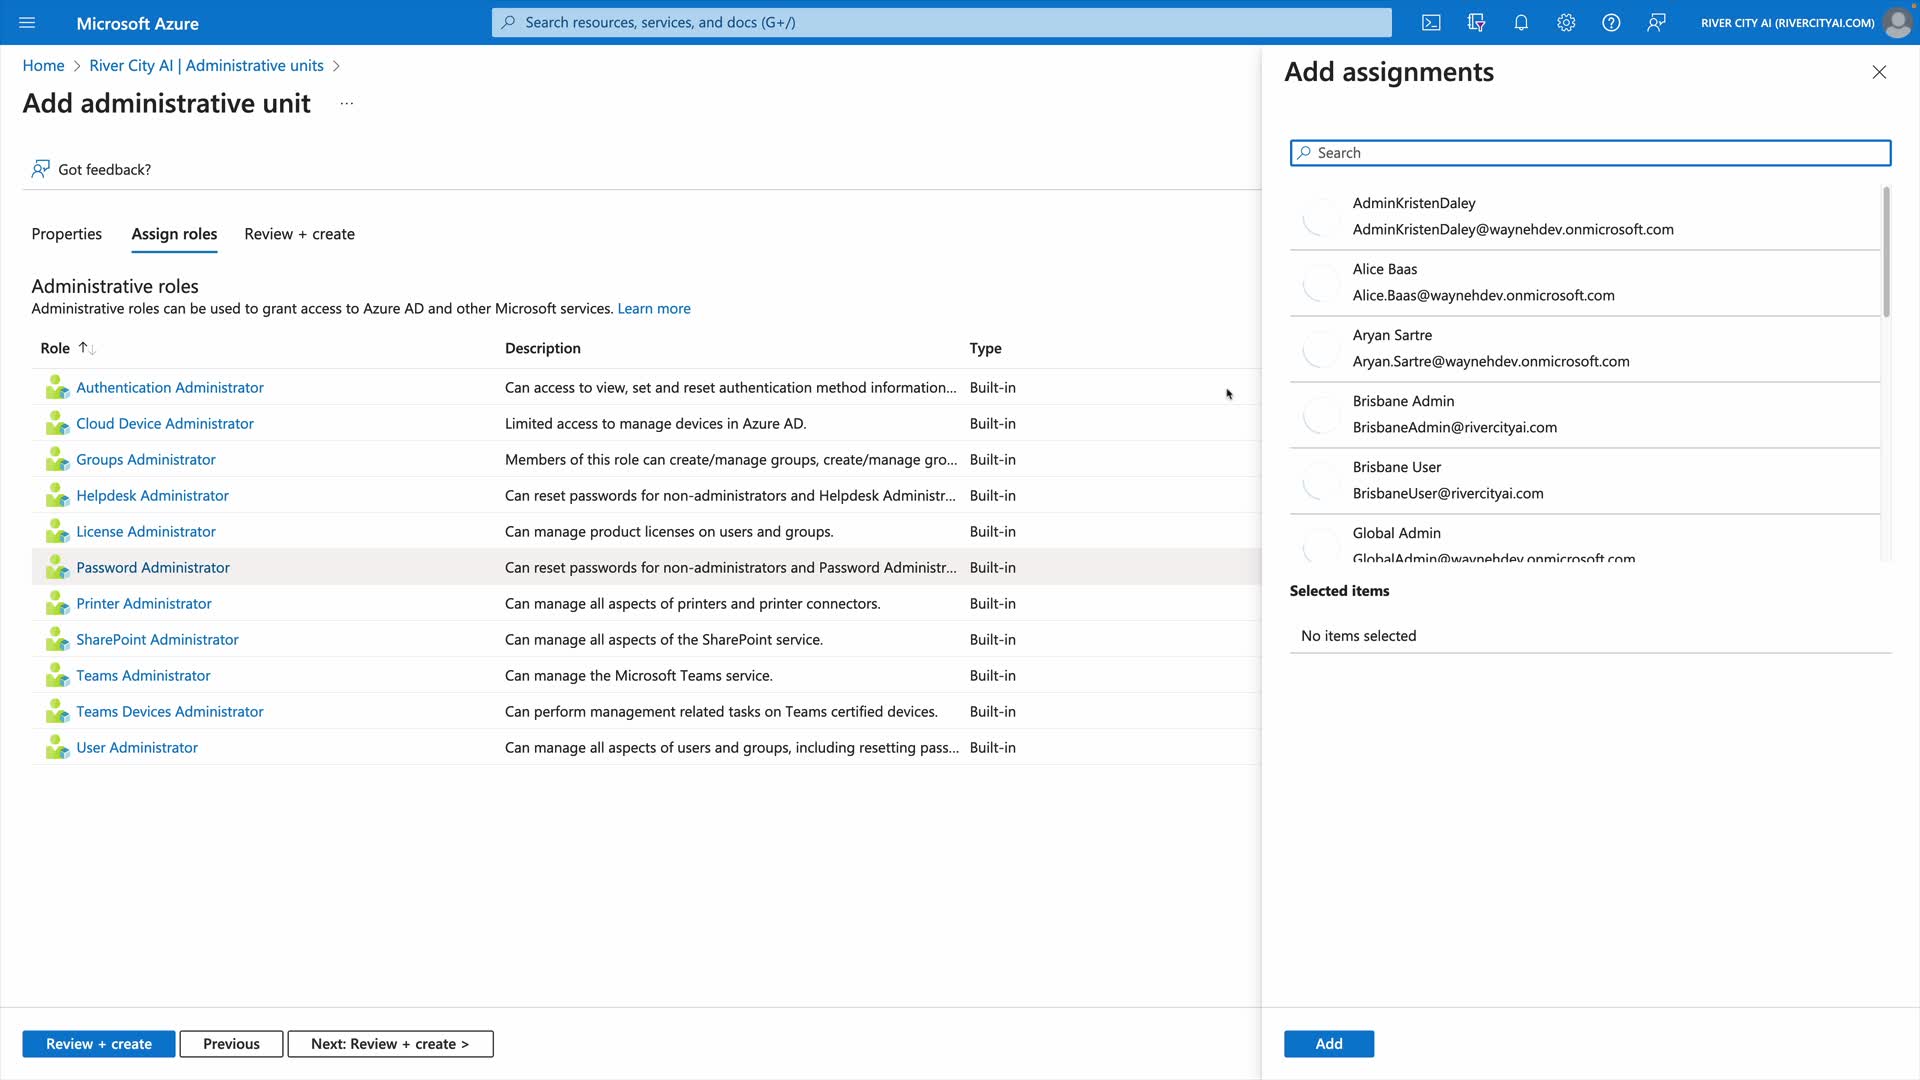 Microsoft Azure
Search resources, services, and docs (G+/)
RIVER CITY AI (RIVERCITYAI.COM)
Home > River City AI | Administrative units >
Add administrative unit ...
Got feedback?
Properties
Assign roles
Review + create
Administrative roles
Administrative roles can be used to grant access to Azure AD and other Microsoft services. Learn more
Role ↑↓ Description Type
Authentication Administrator Can access to view, set and reset authentication method information... Built-in
Cloud Device Administrator Limited access to manage devices in Azure AD. Built-in
Groups Administrator Members of this role can create/manage groups, create/manage gro... Built-in
Helpdesk Administrator Can reset passwords for non-administrators and Helpdesk Administr... Built-in
License Administrator Can manage product licenses on users and groups. Built-in
Password Administrator Can reset passwords for non-administrators and Password Administr... Built-in
Printer Administrator Can manage all aspects of printers and printer connectors. Built-in
SharePoint Administrator Can manage all aspects of the SharePoint service. Built-in
Teams Administrator Can manage the Microsoft Teams service. Built-in
Teams Devices Administrator Can perform management related tasks on Teams certified devices. Built-in
User Administrator Can manage all aspects of users and groups, including resetting pass... Built-in
Review + create
Previous
Next: Review + create >
Add assignments
Search
AdminKristenDaley
AdminKristenDaley@waynehdev.onmicrosoft.com
Alice Baas
Alice.Baas@waynehdev.onmicrosoft.com
Aryan Sartre
Aryan.Sartre@waynehdev.onmicrosoft.com
Brisbane Admin
BrisbaneAdmin@rivercityai.com
Brisbane User
BrisbaneUser@rivercityai.com
Global Admin
GlobalAdmin@waynehdev.onmicrosoft.com
Selected items
No items selected
Add